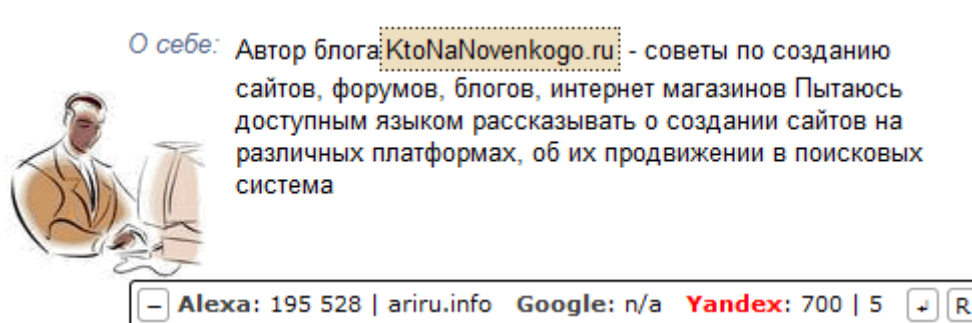 О себе: Автор блога KtoNaNovenkogo.ru - советы по созданию
сайтов, форумов, блогов, интернет магазинов Пытаюсь
доступным языком рассказывать о создании сайтов на
различных платформах, об их продвижении в поисковых
система
– Alexa: 195 528 | ariru.info Google: n/a Yandex: 700 | 5 ↲ R